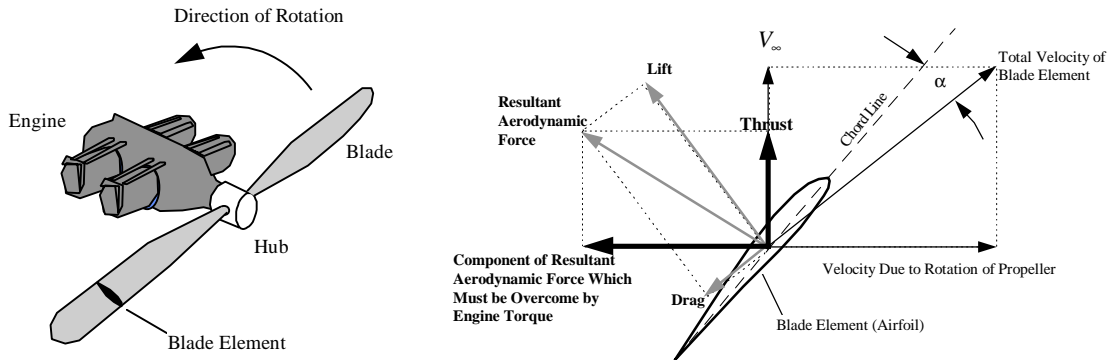 Direction of Rotation
Engine
Blade
Hub
Blade Element
V∞
Lift
Total Velocity of
Blade Element
α
Resultant
Aerodynamic
Force
Thrust
Chord Line
Component of Resultant
Aerodynamic Force Which
Must be Overcome by
Engine Torque
Velocity Due to Rotation of Propeller
Drag
Blade Element (Airfoil)